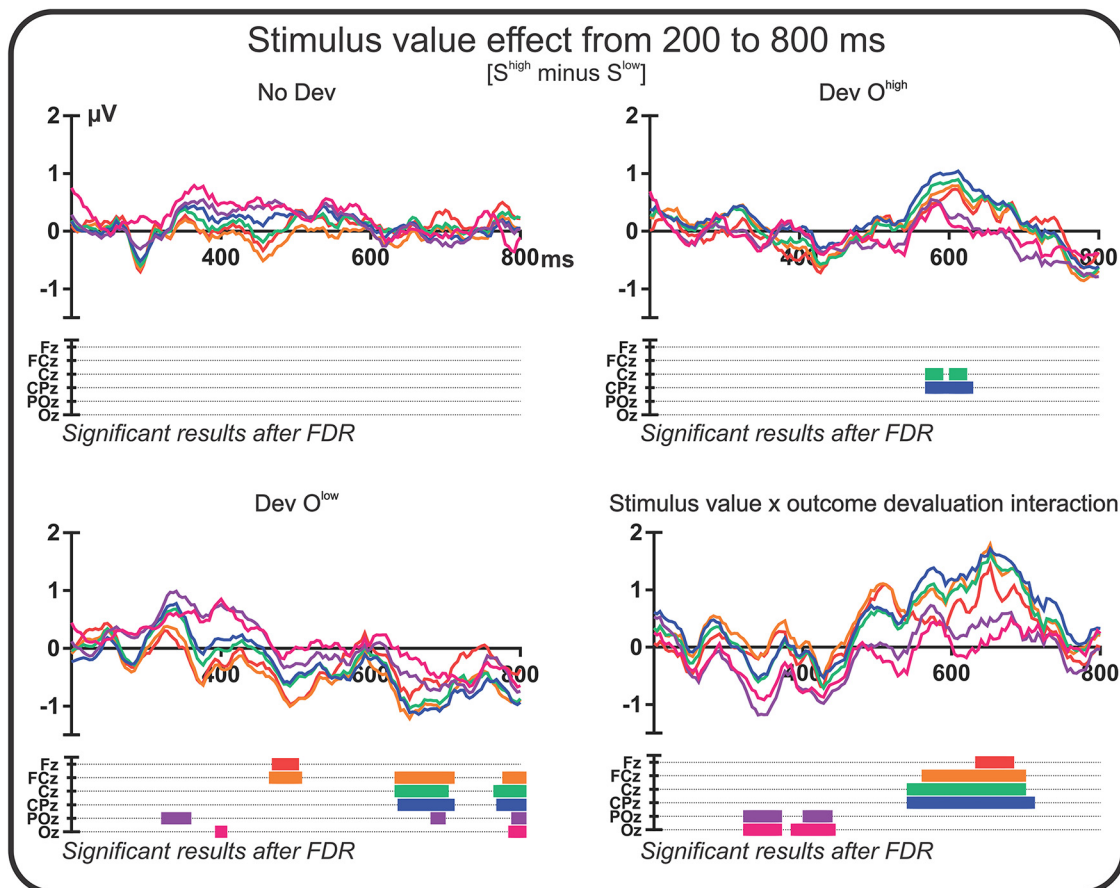 Stimulus value effect from 200 to 800 ms
[S^high minus S^low]
No Dev
2
µV
1
0
-1
400
600
800 ms
Fz
FCz
Cz
CPz
POz
Oz
Significant results after FDR
Dev O^high
2
1
0
-1
400
600
800
Fz
FCz
Cz
CPz
POz
Oz
Significant results after FDR
Dev O^low
2
1
0
-1
400
600
800
Fz
FCz
Cz
CPz
POz
Oz
Significant results after FDR
Stimulus value x outcome devaluation interaction
2
1
0
-1
400
600
800
Fz
FCz
Cz
CPz
POz
Oz
Significant results after FDR